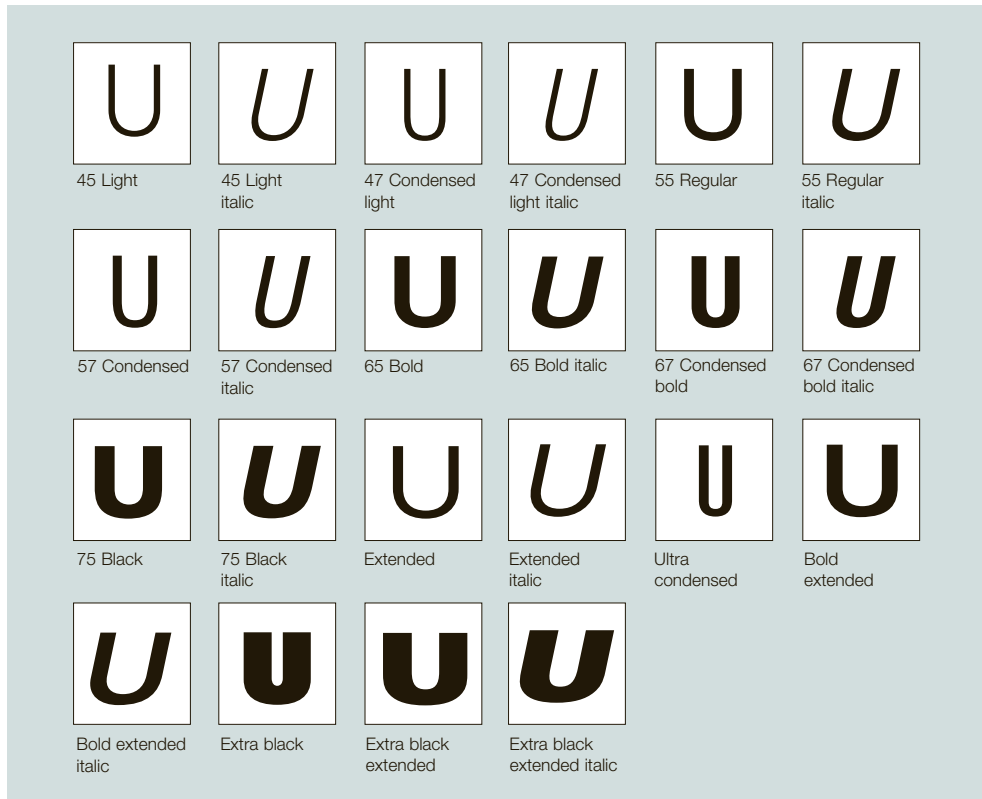 U U U U U U
45 Light
45 Light
italic
47 Condensed
light
47 Condensed
light italic
55 Regular
55 Regular
italic
U U U U U U
57 Condensed
57 Condensed
italic
65 Bold
65 Bold italic
67 Condensed
bold
67 Condensed
bold italic
U U U U U U
75 Black
75 Black
italic
Extended
Extended
italic
Ultra
condensed
Bold
extended
U U U U
Bold extended
italic
Extra black
Extra black
extended
Extra black
extended italic